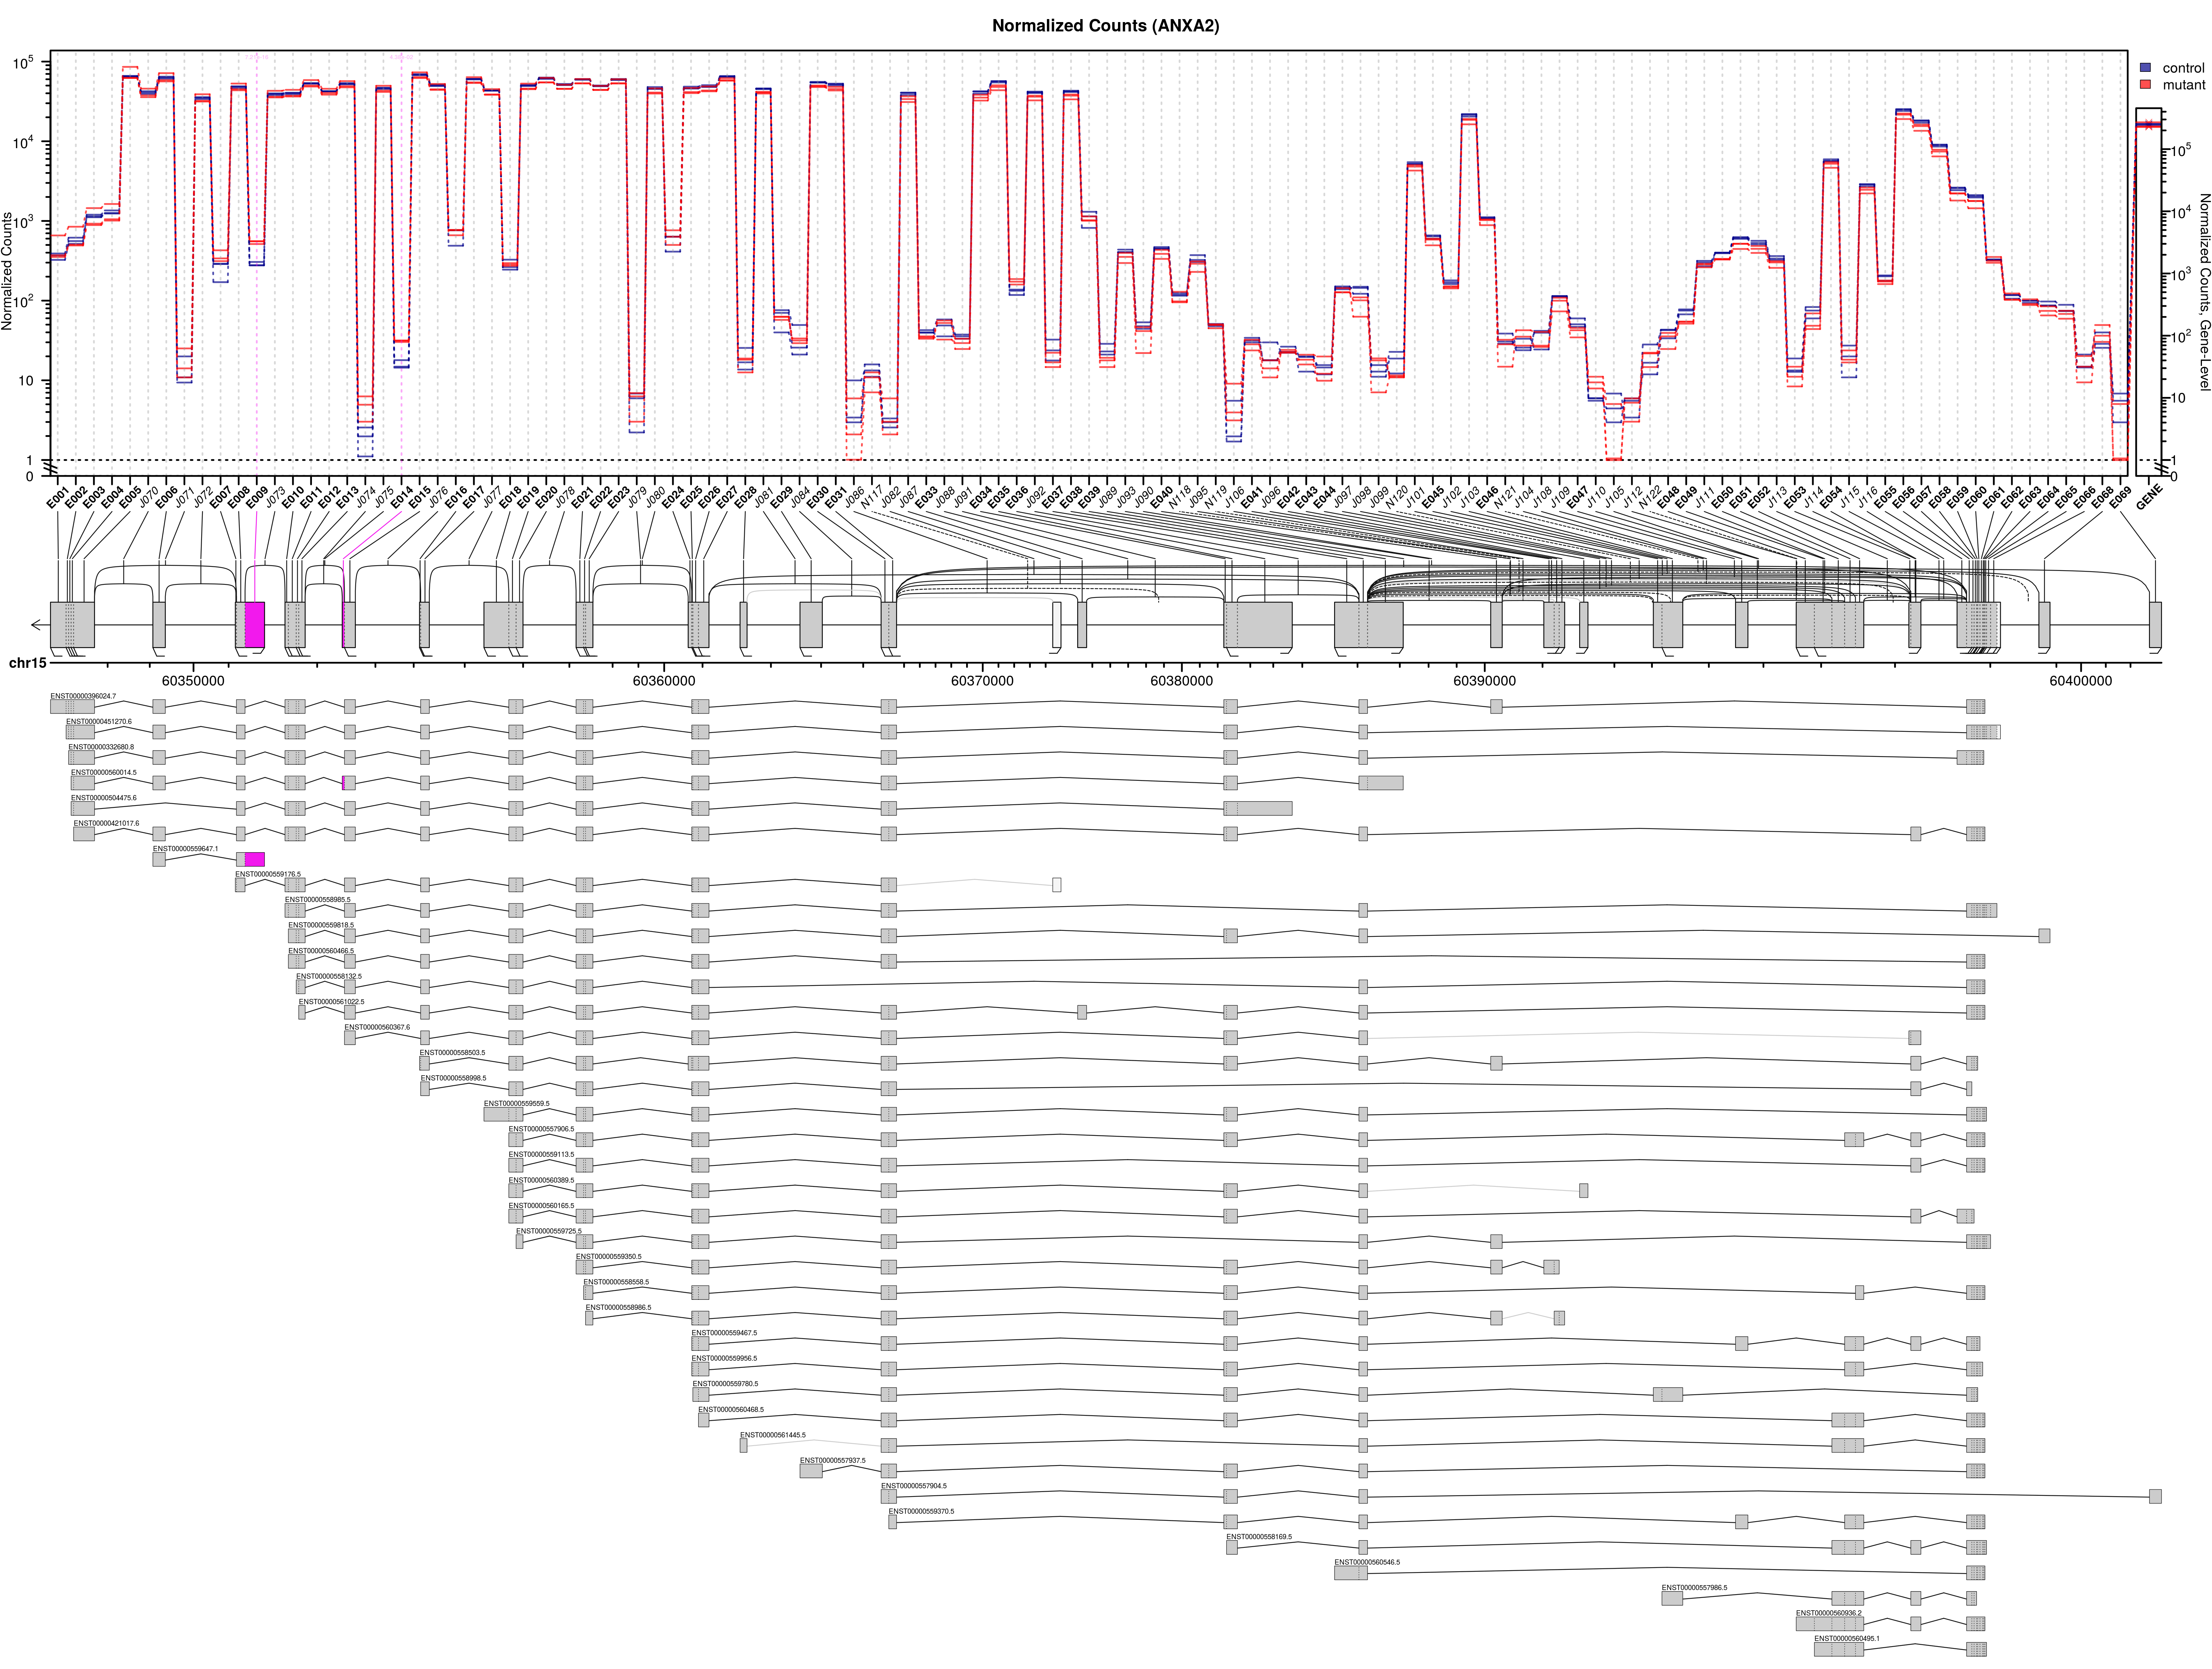 Normalized Counts (ANXA2)
control
mutant
Normalized Counts
10⁵
10⁴
10³
10²
10
1
0
Normalized Counts, Gene-Level
10⁵
10⁴
10³
10²
10
1
0
E001 E002 E003 E004 E005 J070 E006 J071 J072 E007 E008 E009 J073 E010 E011 E012 E013 J074 J075 E014 E015 J076 E016 E017 J077 E018 E019 E020 J078 E021 E022 E023 J079 J080 E024 E025 E026 E027 E028 J081 E029 J084 E030 E031 J086 N117 J082 J087 E033 J088 J091 E034 E035 E036 J092 E037 E038 E039 J089 J093 J090 E040 N118 J095 N119 J106 E041 J096 E042 E043 E044 J097 J098 J099 N120 J101 E045 J102 J103 E046 N121 J104 J108 J109 E047 J110 J105 J112 N122 E048 E049 J111 E050 E051 E052 J113 E053 J114 E054 J115 J116 E055 E056 E057 E058 E059 E060 E061 E062 E063 E064 E065 E066 E068 E069 GENE
chr15
60350000 60360000 60370000 60380000 60390000 60400000
ENST00000396024.7
ENST00000451270.6
ENST00000332680.8
ENST00000560014.5
ENST00000504475.6
ENST00000421017.6
ENST00000559647.1
ENST00000559176.5
ENST00000558985.5
ENST00000559818.5
ENST00000560466.5
ENST00000558132.5
ENST00000561022.5
ENST00000560367.6
ENST00000558503.5
ENST00000558998.5
ENST00000559559.5
ENST00000557906.5
ENST00000559113.5
ENST00000560389.5
ENST00000560165.5
ENST00000559725.5
ENST00000559350.5
ENST00000558558.5
ENST00000558986.5
ENST00000559467.5
ENST00000559956.5
ENST00000559780.5
ENST00000560468.5
ENST00000561445.5
ENST00000557937.5
ENST00000557904.5
ENST00000559370.5
ENST00000558169.5
ENST00000560546.5
ENST00000557986.5
ENST00000560936.2
ENST00000560495.1